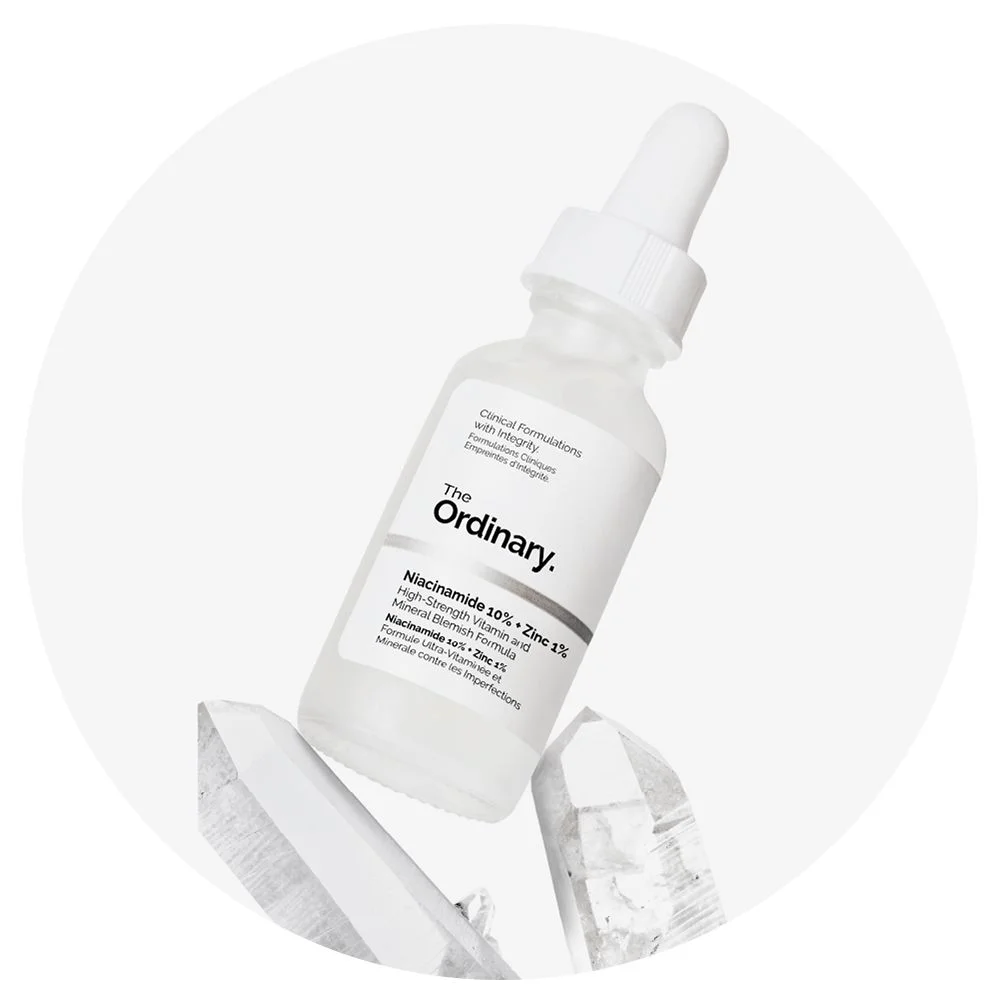 Clinical Formulations
with Integrity.
Formulations Cliniques
Empreintes d'Intégrité.
The
Ordinary.
Niacinamide 10% + Zinc 1%
High-Strength Vitamin and
Mineral Blemish Formula
Niacinamide 10% + Zinc 1%
Formule Ultra-Vaminée et
Minérale contre les Imperfections